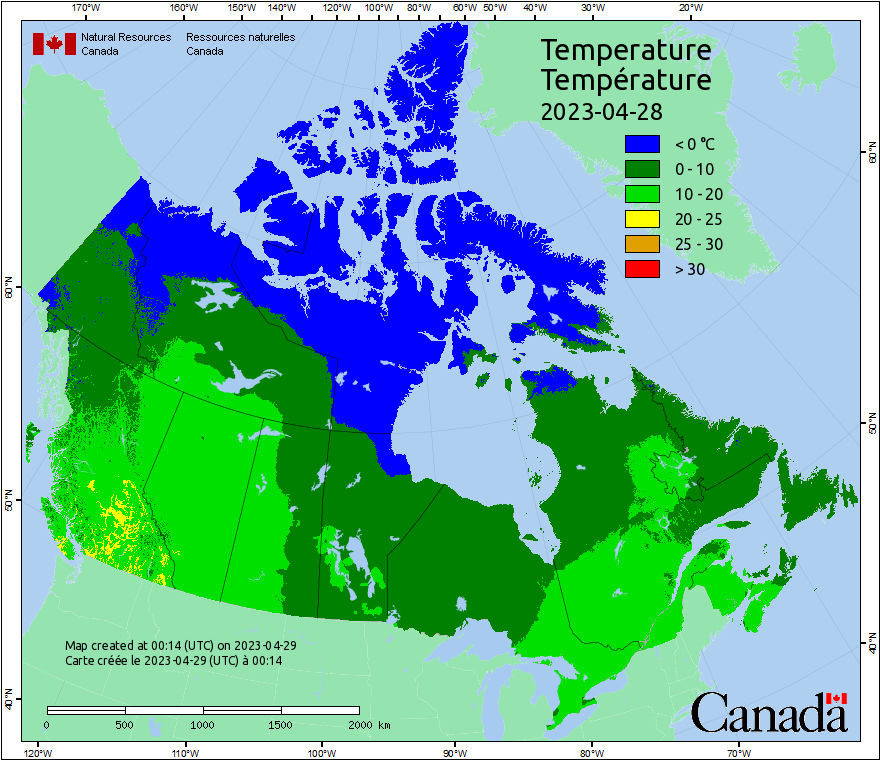 170°W 160°W 150°W 140°W 130°W 120°W 110°W 100°W 90°W 80°W 60°W 50°W 40°W 30°W 20°W
Natural Resources Canada
Ressources naturelles Canada
Temperature
Température
2023-04-28
< 0 °C
0 - 10
10 - 20
20 - 25
25 - 30
> 30
60°N
60°N
50°N
50°N
40°N
40°N
Map created at 00:14 (UTC) on 2023-04-29
Carte créée le 2023-04-29 (UTC) à 00:14
0 500 1000 1500 2000 km
Canada
120°W 110°W 100°W 90°W 80°W 70°W